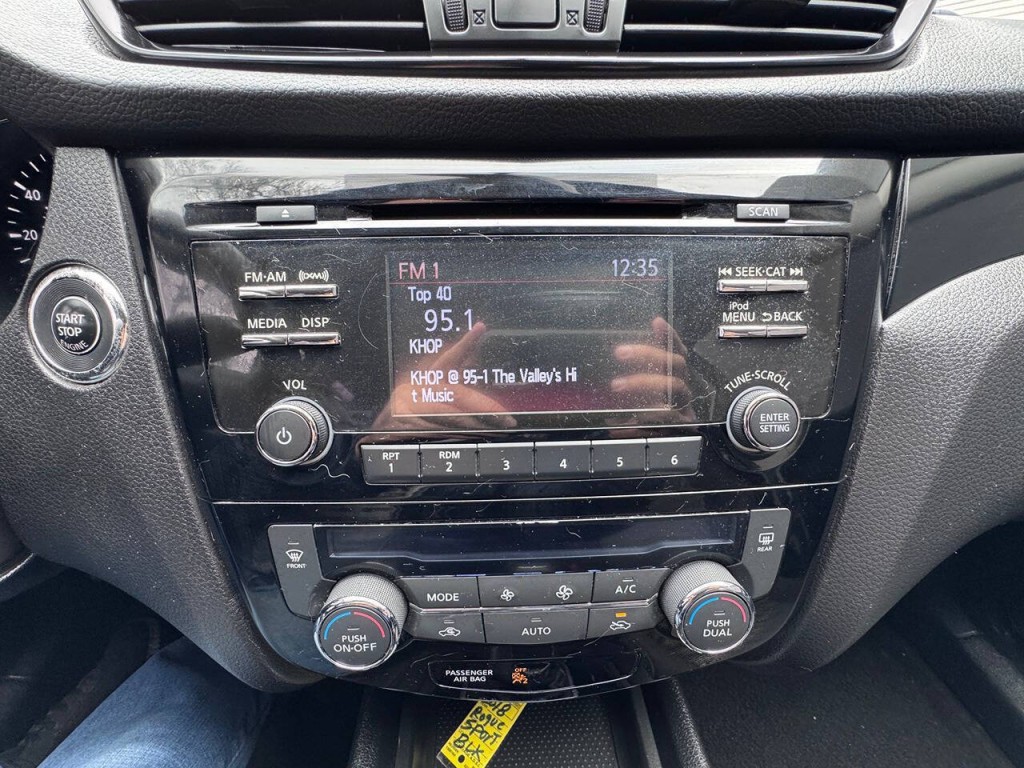 40
20
START
STOP
ENGINE
SCAN
FM·AM
MEDIA DISP
VOL
FM 1 12:35
Top 40
95.1
KHOP
KHOP @ 95-1 The Valley's Hi
t Music
SEEK·CAT
iPod
MENU BACK
TUNE·SCROLL
ENTER
SETTING
RPT
1
RDM
2
3
4
5
6
FRONT
REAR
MODE
A/C
AUTO
PUSH
ON·OFF
PUSH
DUAL
PASSENGER
AIR BAG
OFF
Rogue
SPORT
BLK